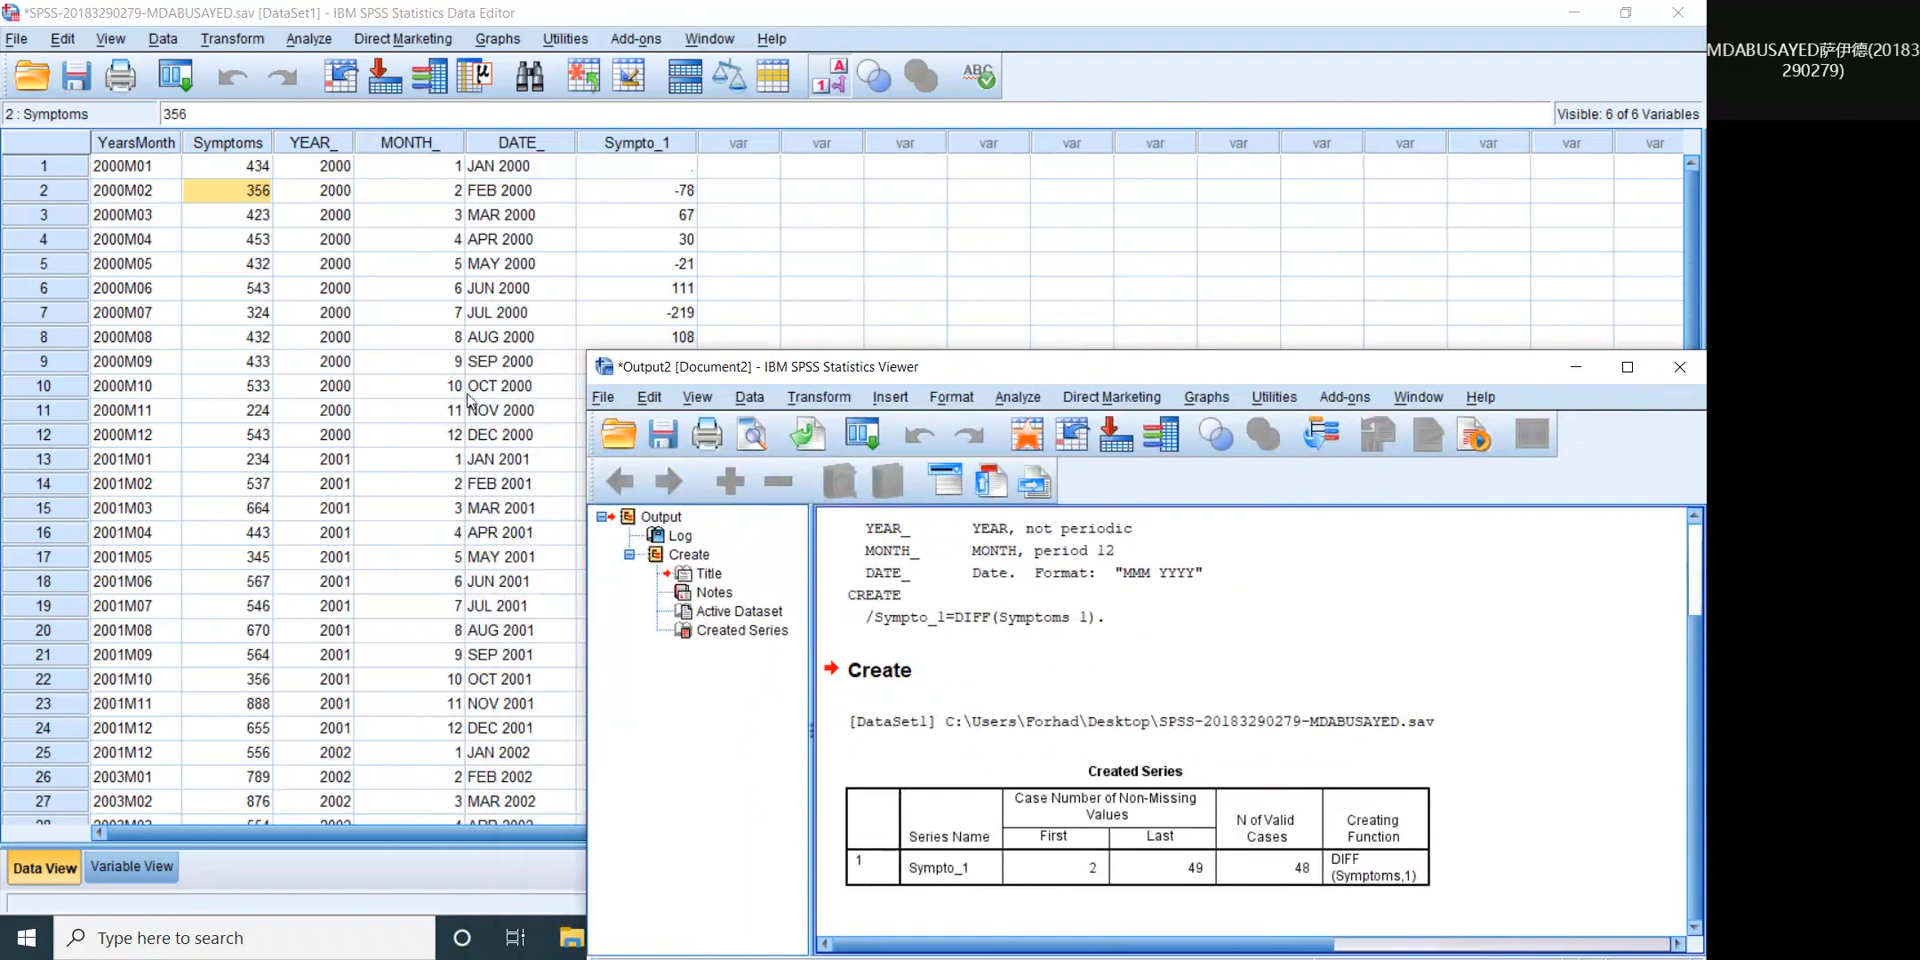 *SPSS-20183290279-MDABUSAYED.sav [DataSet1] - IBM SPSS Statistics Data Editor
File Edit View Data Transform Analyze Direct Marketing Graphs Utilities Add-ons Window Help
2 : Symptoms 356 Visible: 6 of 6 Variables
YearsMonth Symptoms YEAR_ MONTH_ DATE_ Sympto_1 var var var var var var var var var var var var
1 2000M01 434 2000 1 JAN 2000 .
2 2000M02 356 2000 2 FEB 2000 -78
3 2000M03 423 2000 3 MAR 2000 67
4 2000M04 453 2000 4 APR 2000 30
5 2000M05 432 2000 5 MAY 2000 -21
6 2000M06 543 2000 6 JUN 2000 111
7 2000M07 324 2000 7 JUL 2000 -219
8 2000M08 432 2000 8 AUG 2000 108
9 2000M09 433 2000 9 SEP 2000
10 2000M10 533 2000 10 OCT 2000
11 2000M11 224 2000 11 NOV 2000
12 2000M12 543 2000 12 DEC 2000
13 2001M01 234 2001 1 JAN 2001
14 2001M02 537 2001 2 FEB 2001
15 2001M03 664 2001 3 MAR 2001
16 2001M04 443 2001 4 APR 2001
17 2001M05 345 2001 5 MAY 2001
18 2001M06 567 2001 6 JUN 2001
19 2001M07 546 2001 7 JUL 2001
20 2001M08 670 2001 8 AUG 2001
21 2001M09 564 2001 9 SEP 2001
22 2001M10 356 2001 10 OCT 2001
23 2001M11 888 2001 11 NOV 2001
24 2001M12 655 2001 12 DEC 2001
25 2001M12 556 2002 1 JAN 2002
26 2003M01 789 2002 2 FEB 2002
27 2003M02 876 2002 3 MAR 2002
Data View Variable View
Type here to search
*Output2 [Document2] - IBM SPSS Statistics Viewer
File Edit View Data Transform Insert Format Analyze Direct Marketing Graphs Utilities Add-ons Window Help
Output
Log
Create
Title
Notes
Active Dataset
Created Series
YEAR_ YEAR, not periodic
MONTH_ MONTH, period 12
DATE_ Date. Format: "MMM YYYY"
CREATE
/Sympto_1=DIFF(Symptoms 1).
Create
[DataSet1] C:\Users\Forhad\Desktop\SPSS-20183290279-MDABUSAYED.sav
Created Series
Case Number of Non-Missing
Values
N of Valid Creating
Series Name First Last Cases Function
1 Sympto_1 2 49 48 DIFF
(Symptoms,1)
MDABUSAYED萨伊德(20183
290279)